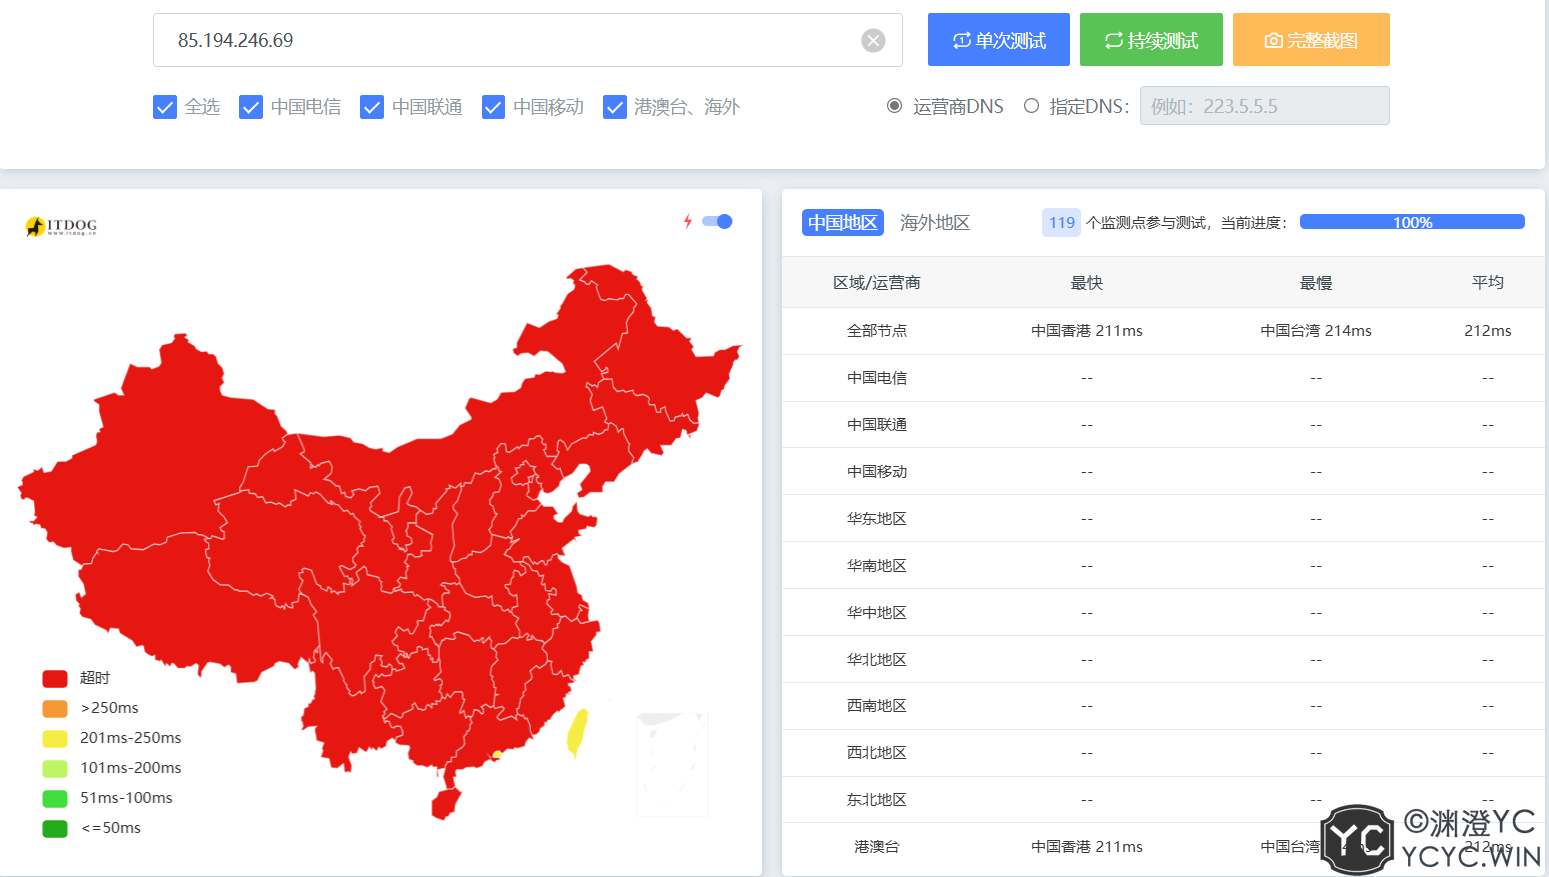 85.194.246.69
单次测试
持续测试
完整截图
全选 中国电信 中国联通 中国移动 港澳台、海外
运营商DNS 指定DNS: 例如：223.5.5.5
ITDOG
www.itdog.cn
超时
>250ms
201ms-250ms
101ms-200ms
51ms-100ms
<=50ms
中国地区 海外地区 119 个监测点参与测试，当前进度： 100%
区域/运营商 最快 最慢 平均
全部节点 中国香港 211ms 中国台湾 214ms 212ms
中国电信 -- -- --
中国联通 -- -- --
中国移动 -- -- --
华东地区 -- -- --
华南地区 -- -- --
华中地区 -- -- --
华北地区 -- -- --
西南地区 -- -- --
西北地区 -- -- --
东北地区 -- -- --
港澳台 中国香港 211ms 中国台湾 212ms
YC
©渊澄YC
YCYC.WIN